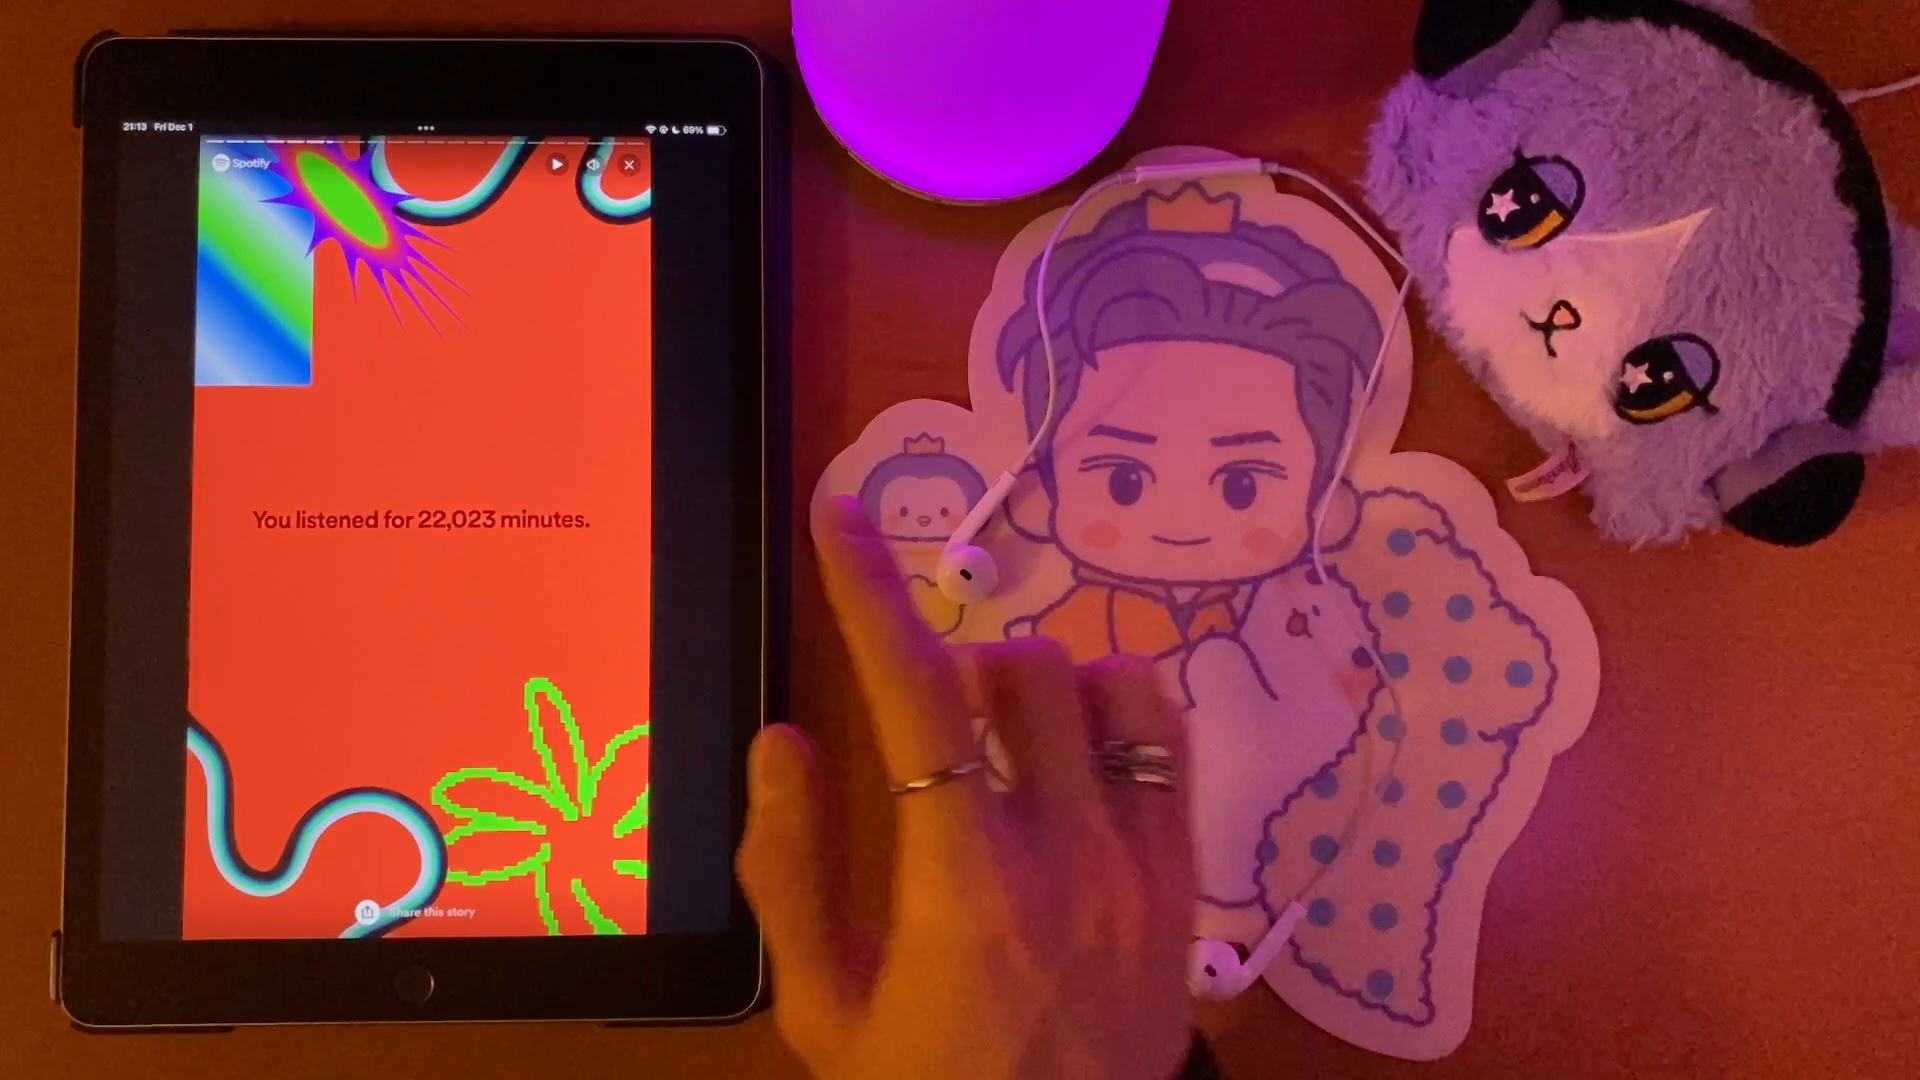 21:13 Fri Dec 1
69%
Spotify
You listened for 22,023 minutes.
Share this story